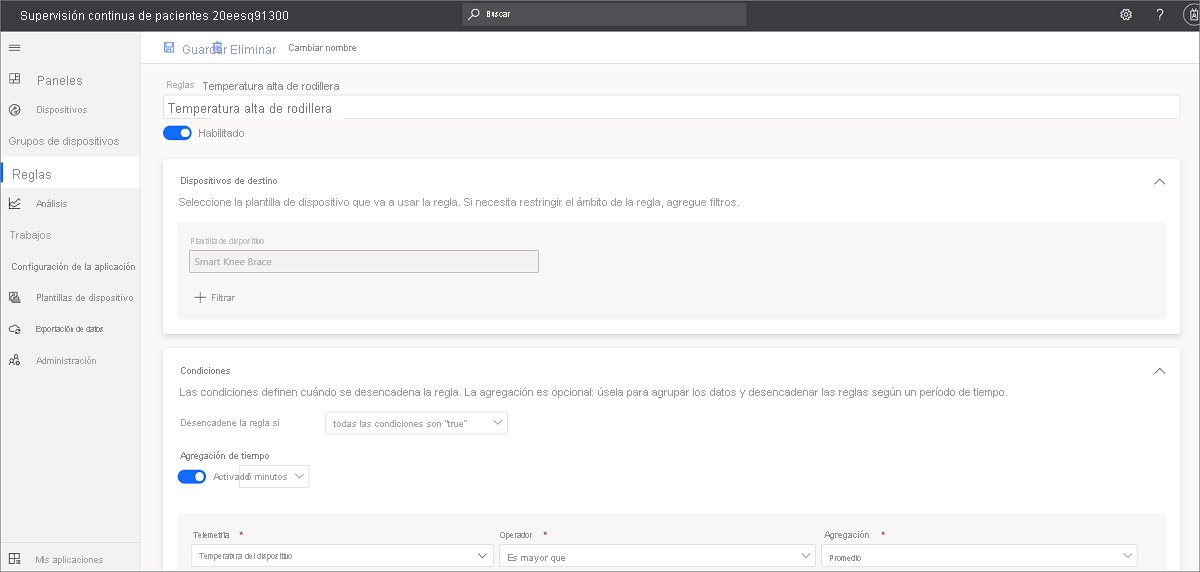 Supervisión continua de pacientes 20eesq91300
Buscar
?
Guardar Eliminar Cambiar nombre
Paneles
Dispositivos
Grupos de dispositivos
Reglas
Análisis
Trabajos
Configuración de la aplicación
Plantillas de dispositivo
Exportación de datos
Administración
Mis aplicaciones
Reglas Temperatura alta de rodillera
Temperatura alta de rodillera
Habilitado
Dispositivos de destino
Seleccione la plantilla de dispositivo que va a usar la regla. Si necesita restringir el ámbito de la regla, agregue filtros.
Plantilla de dispositivo
Smart Knee Brace
Filtrar
Condiciones
Las condiciones definen cuándo se desencadena la regla. La agregación es opcional: úsela para agrupar los datos y desencadenar las reglas según un período de tiempo.
Desencadene la regla si todas las condiciones son "true"
Agregación de tiempo
Activado 5 minutos
Telemetría * Operador * Agregación *
Temperatura del dispositivo Es mayor que Promedio